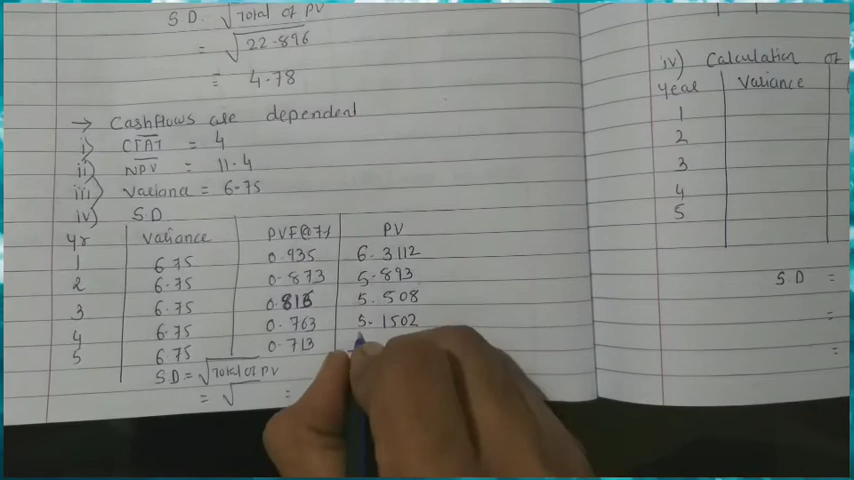 S.D. √Total of PV
= √22.896
= 4.78
→ Cashflows are dependent
i) CFAT = 4
ii) NPV = 11.4
iii) Variana = 6.75
iv) S.D
yr Variance PVF@7% PV
1 6.75 0.935 6.3112
2 6.75 0.873 5.893
3 6.75 0.816 5.508
4 6.75 0.763 5.1502
5 6.75 0.713
SD = √Total of PV
= √ =
iv) Calculation of
Year Variance
1
2
3
4
5
S.D =
=
=